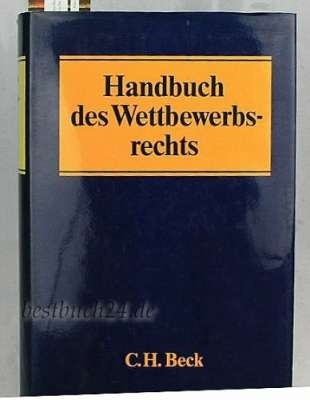 Handbuch
des Wettbewerbs-
rechts
bestbuch24.de
C.H. Beck